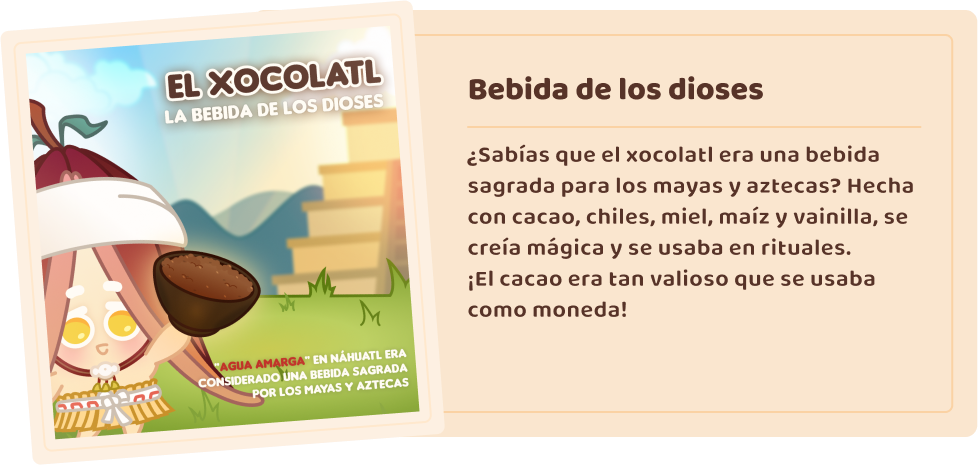 EL XOCOLATL
LA BEBIDA DE LOS DIOSES
"AGUA AMARGA" EN NÁHUATL ERA
CONSIDERADO UNA BEBIDA SAGRADA
POR LOS MAYAS Y AZTECAS
Bebida de los dioses
¿Sabías que el xocolatl era una bebida
sagrada para los mayas y aztecas? Hecha
con cacao, chiles, miel, maíz y vainilla, se
creía mágica y se usaba en rituales.
¡El cacao era tan valioso que se usaba
como moneda!